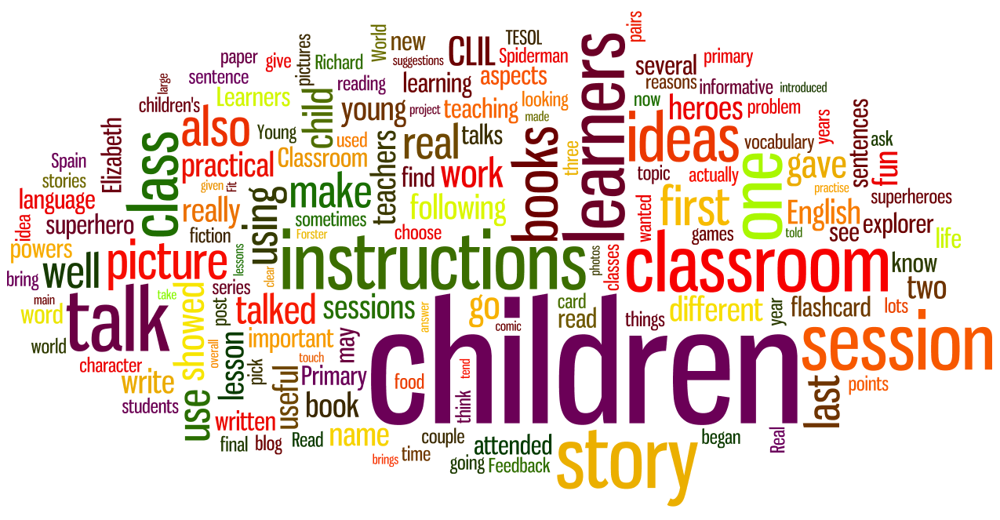 children
instructions
learners
classroom
session
talk
story
class
books
one
ideas
picture
first
also
using
make
real
work
well
use
last
showed
talked
sessions
different
following
practical
heroes
gave
English
child
young
CLIL
teachers
lesson
useful
book
name
attended
write
written
important
Primary
go
read
flashcard
two
know
explorer
see
fun
sentences
several
teaching
aspects
learning
new
World
TESOL
Spiderman
suggestions
pairs
primary
reasons
informative
introduced
now
problem
years
ask
vocabulary
topic
actually
practise
superheroes
wanted
games
told
life
classes
photos
things
year
lots
card
comic
points
Real
began
Feedback
going
couple
time
brings
food
think
tend
answer
may
touch
Read
blog
final
pick
overall
post
series
take
students
character
world
word
main
bring
powers
idea
superhero
language
stories
Spain
Elizabeth
children's
large
sentence
paper
give
pictures
Richard
reading
Learners
Young
project
looking
made
talks
used
Classroom
find
three
given
Fit
really
fiction
sometimes
Forster
choose
lessons
clear